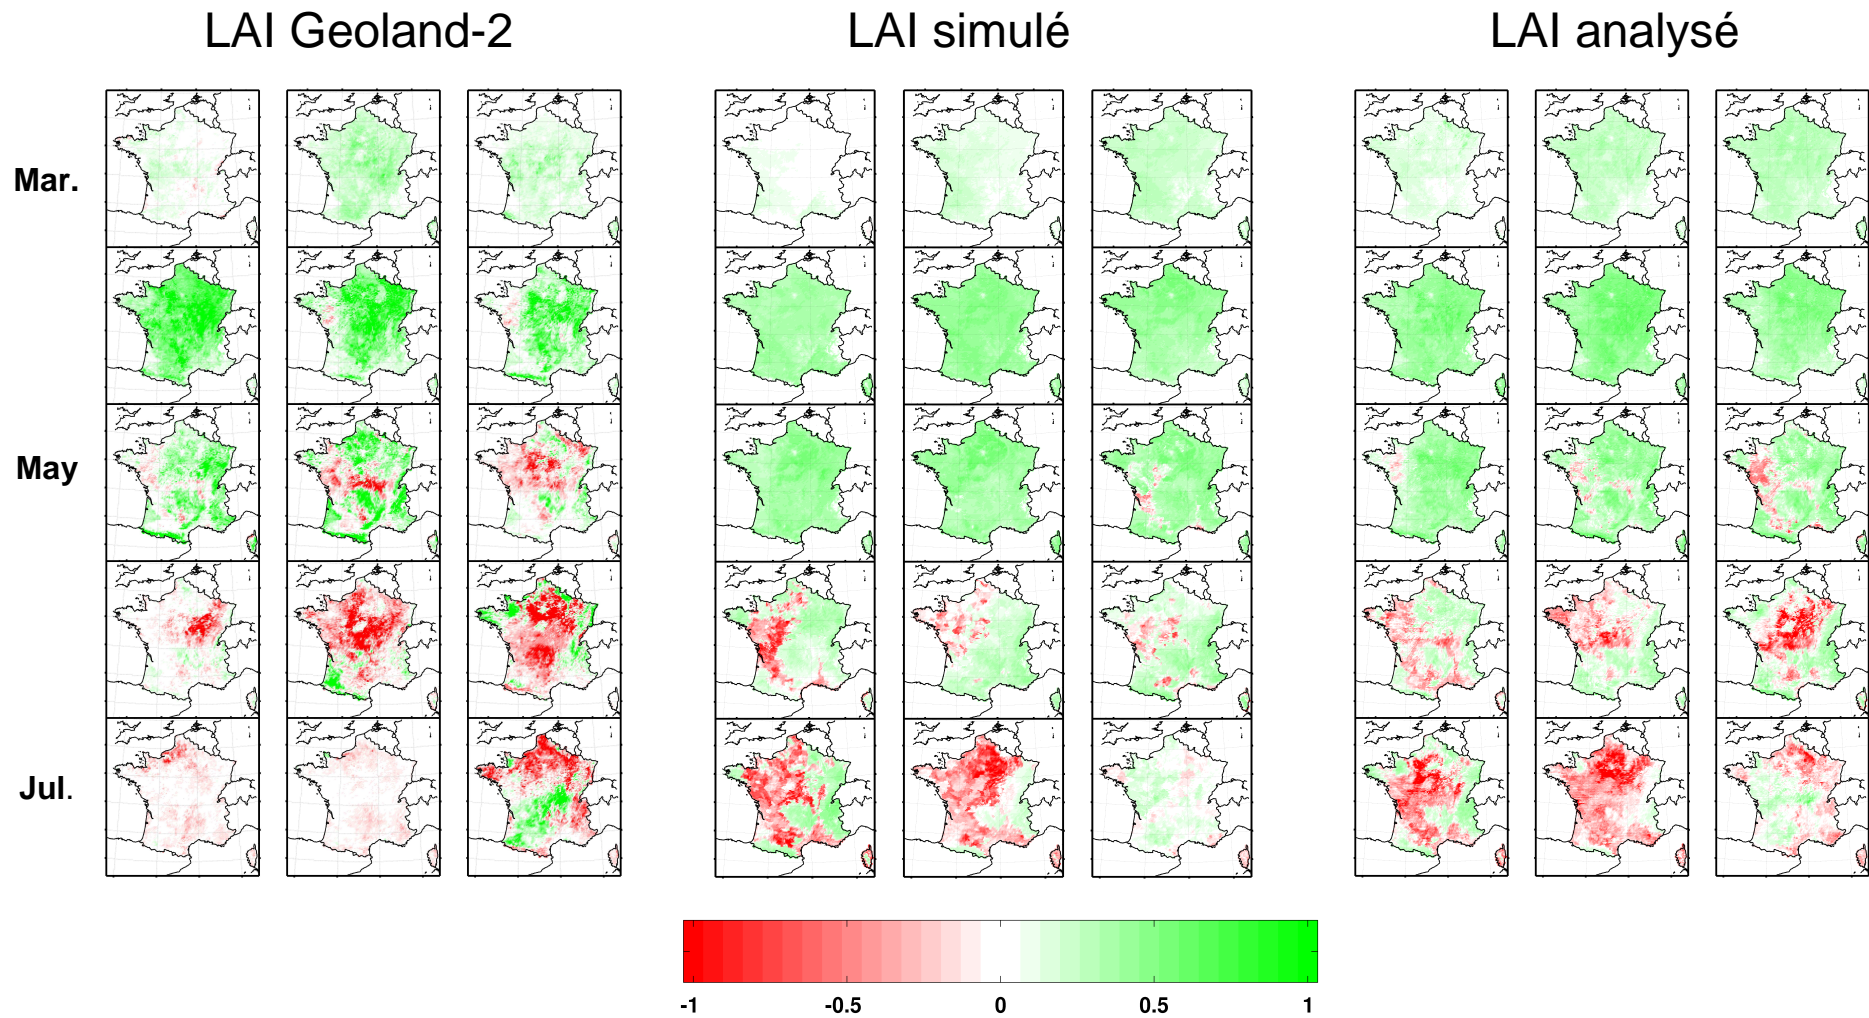 LAI Geoland-2
LAI simulé
LAI analysé
Mar.
May
Jul.
-1 -0.5 0 0.5 1